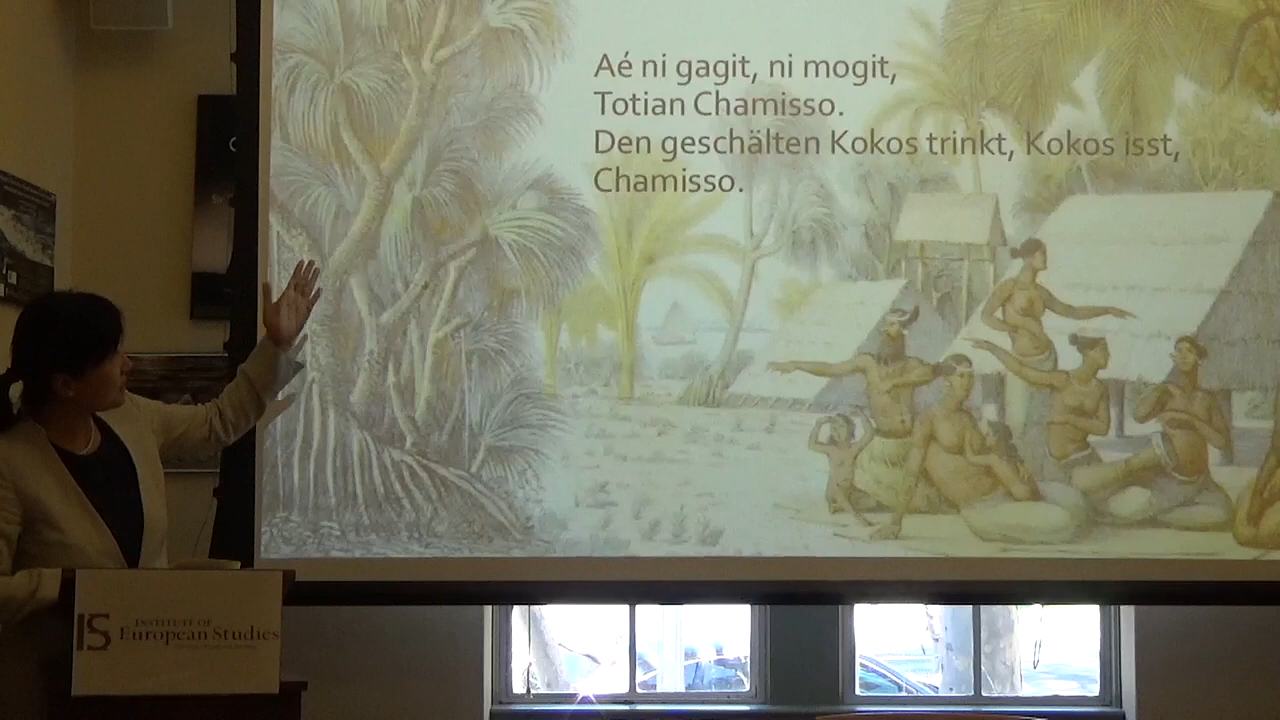 Aé ni gagit, ni mogit,
Totian Chamisso.
Den geschälten Kokos trinkt, Kokos isst,
Chamisso.
IS
INSTITUTE OF
European Studies